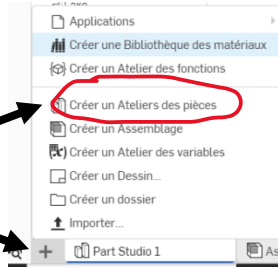 Applications
Créer une Bibliothèque des matériaux
Créer un Atelier des fonctions
Créer un Ateliers des pièces
Créer un Assemblage
Créer un Atelier des variables
Créer un Dessin...
Créer un dossier
Importer...
Part Studio 1